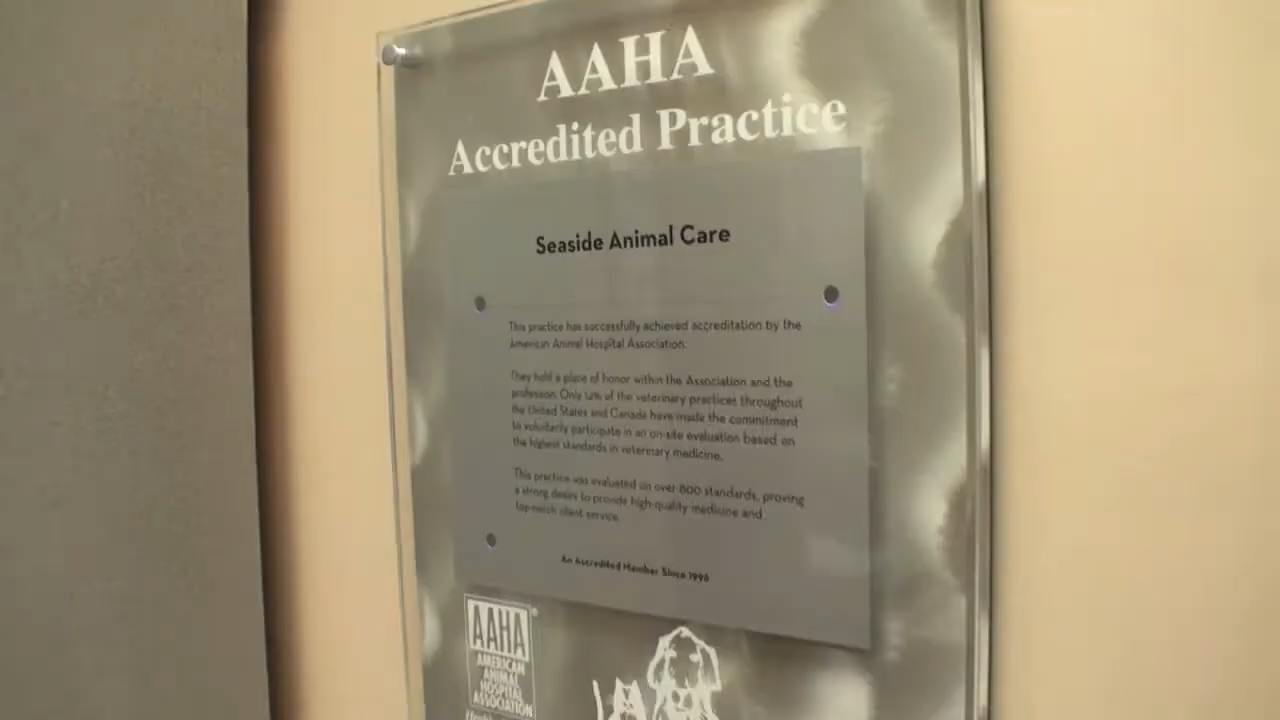 AAHA
Accredited Practice
Seaside Animal Care
This practice has successfully achieved accreditation by the
American Animal Hospital Association.
They hold a place of honor within the Association and the
profession. Only 12% of the veterinary practices throughout
the United States and Canada have made the commitment
to voluntarily participate in an on-site evaluation based on
the highest standards in veterinary medicine.
This practice was evaluated on over 800 standards, proving
a strong desire to provide high-quality medicine and
top-notch client service.
An Accredited Member Since 1996
AAHA®
AMERICAN
ANIMAL
HOSPITAL
ASSOCIATION